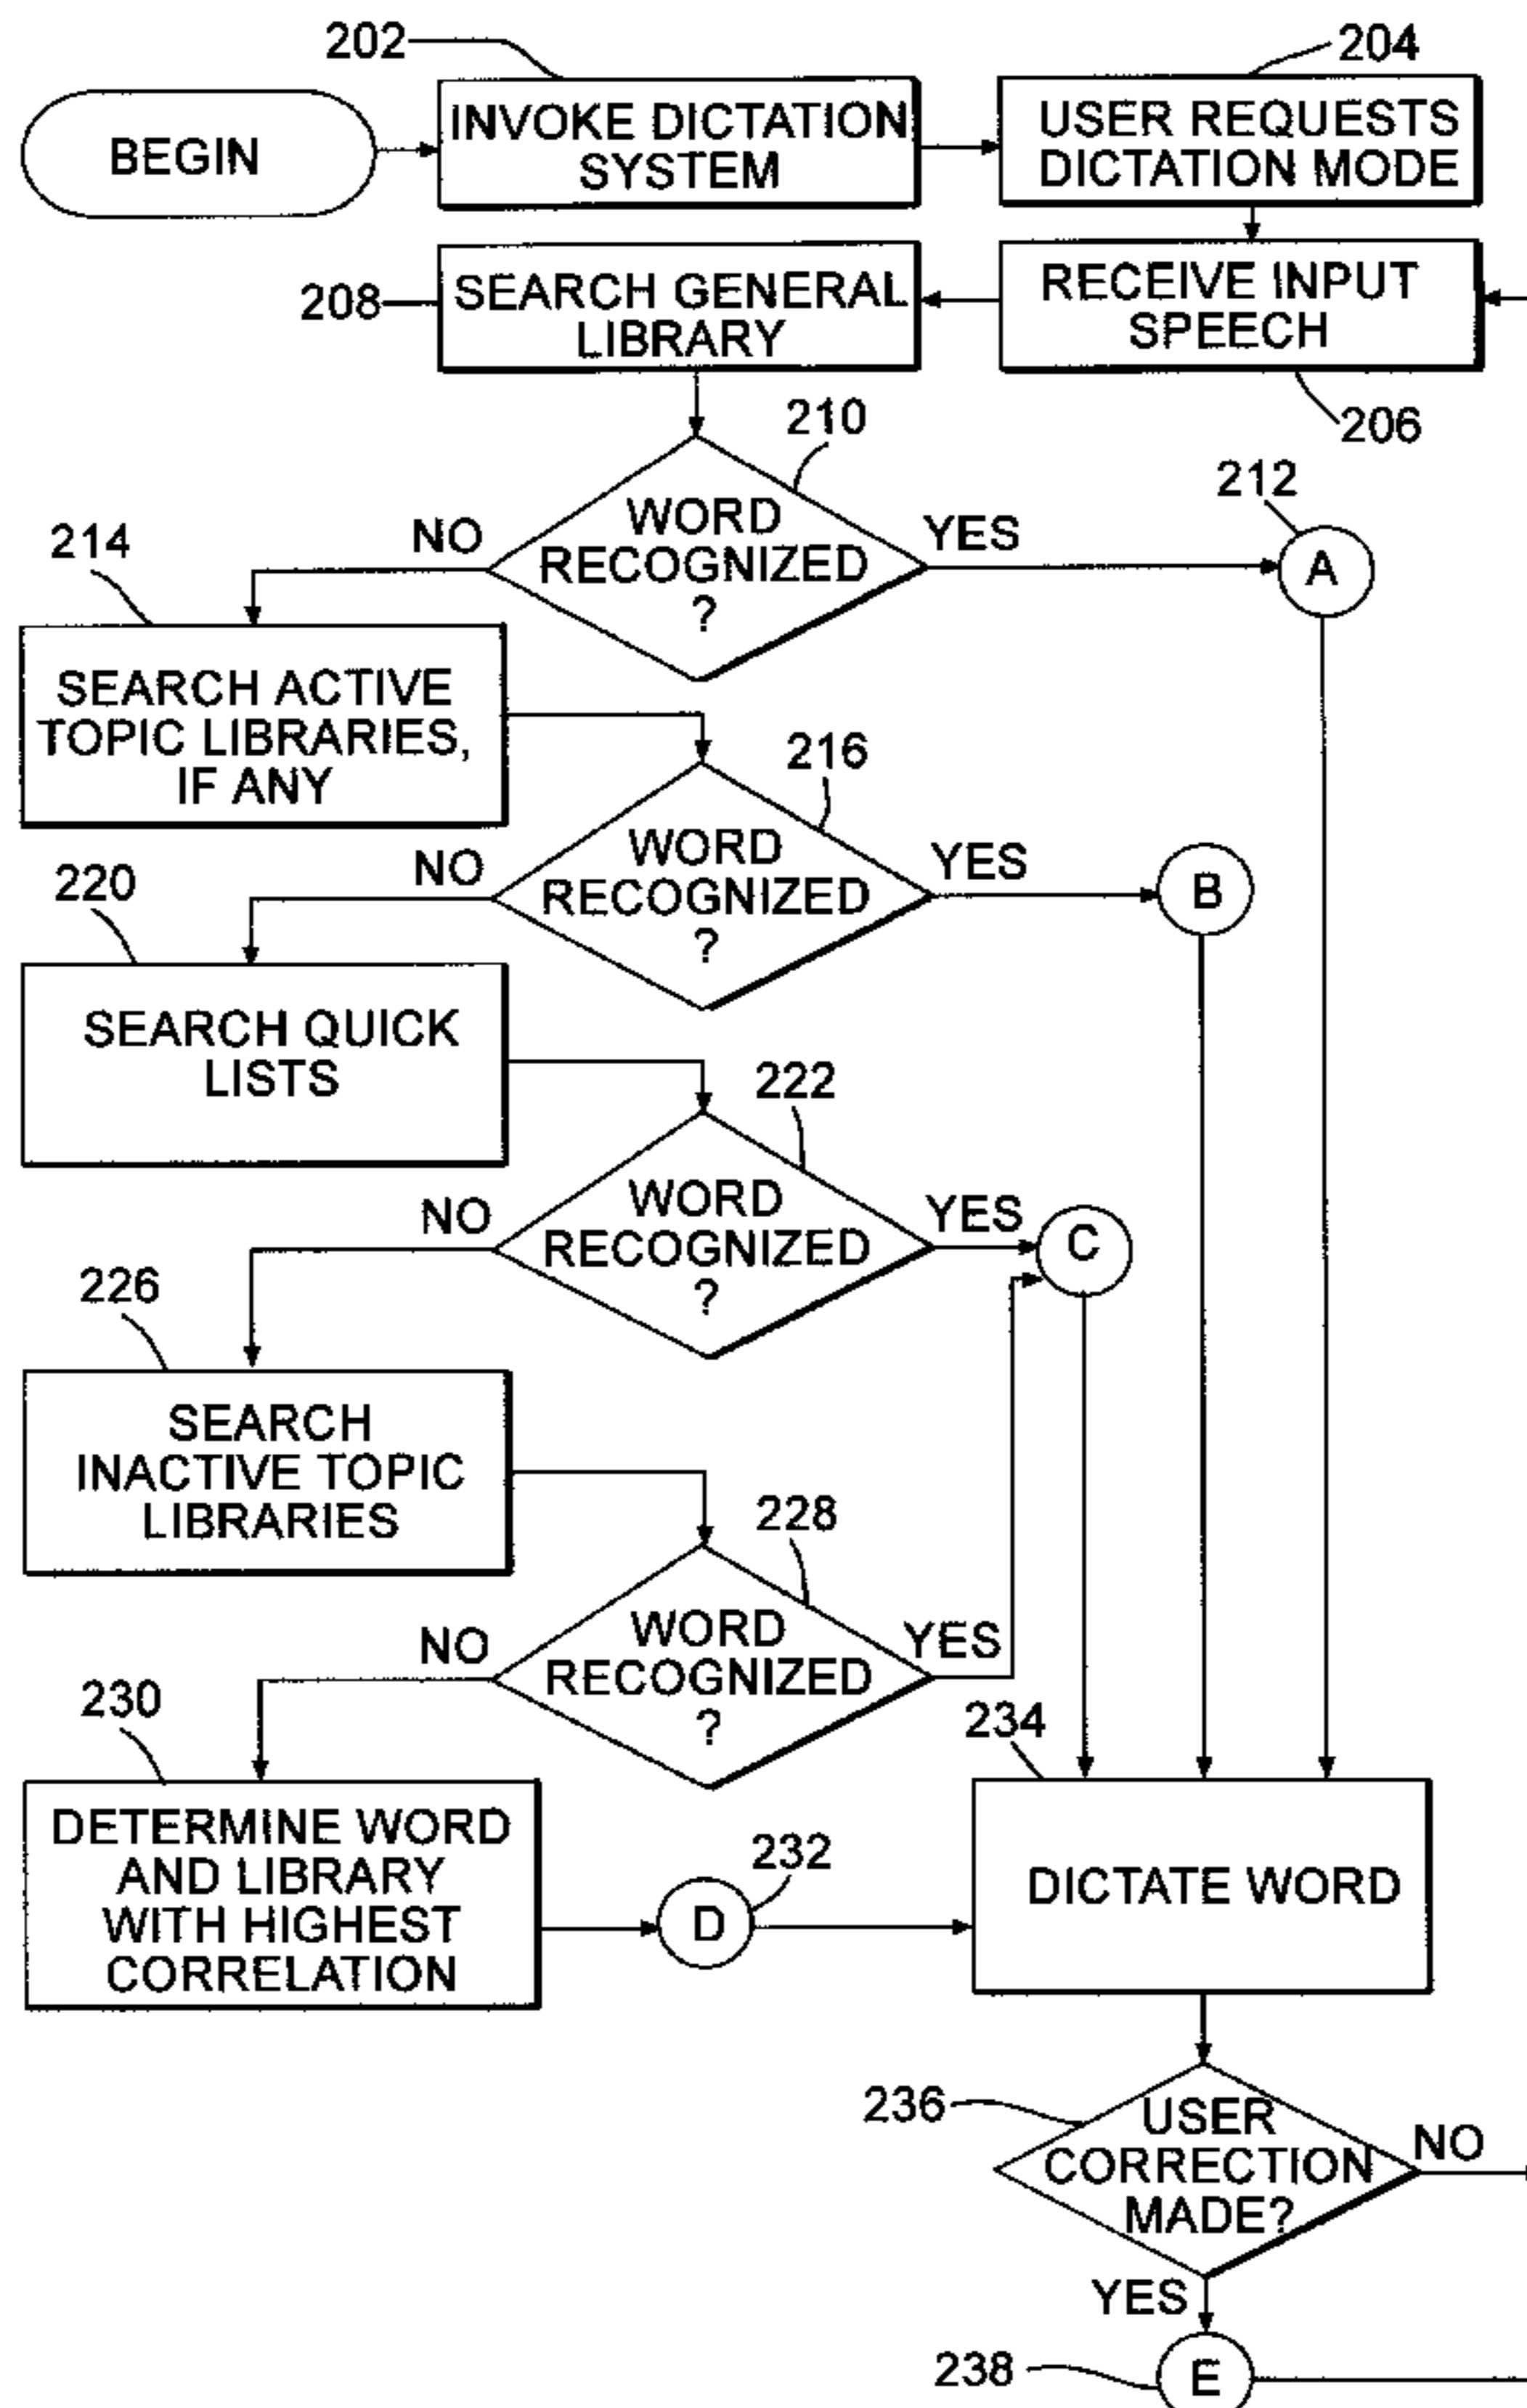 202
204
BEGIN
INVOKE DICTATION
SYSTEM
USER REQUESTS
DICTATION MODE
208
SEARCH GENERAL
LIBRARY
RECEIVE INPUT
SPEECH
206
210
212
214
NO
WORD
RECOGNIZED
?
YES
A
SEARCH ACTIVE
TOPIC LIBRARIES,
IF ANY
216
220
NO
WORD
RECOGNIZED
?
YES
B
SEARCH QUICK
LISTS
222
NO
WORD
RECOGNIZED
?
YES
C
226
SEARCH
INACTIVE TOPIC
LIBRARIES
228
NO
WORD
RECOGNIZED
?
YES
230
234
DETERMINE WORD
AND LIBRARY
WITH HIGHEST
CORRELATION
232
D
DICTATE WORD
236
USER
CORRECTION
MADE?
NO
YES
238
E